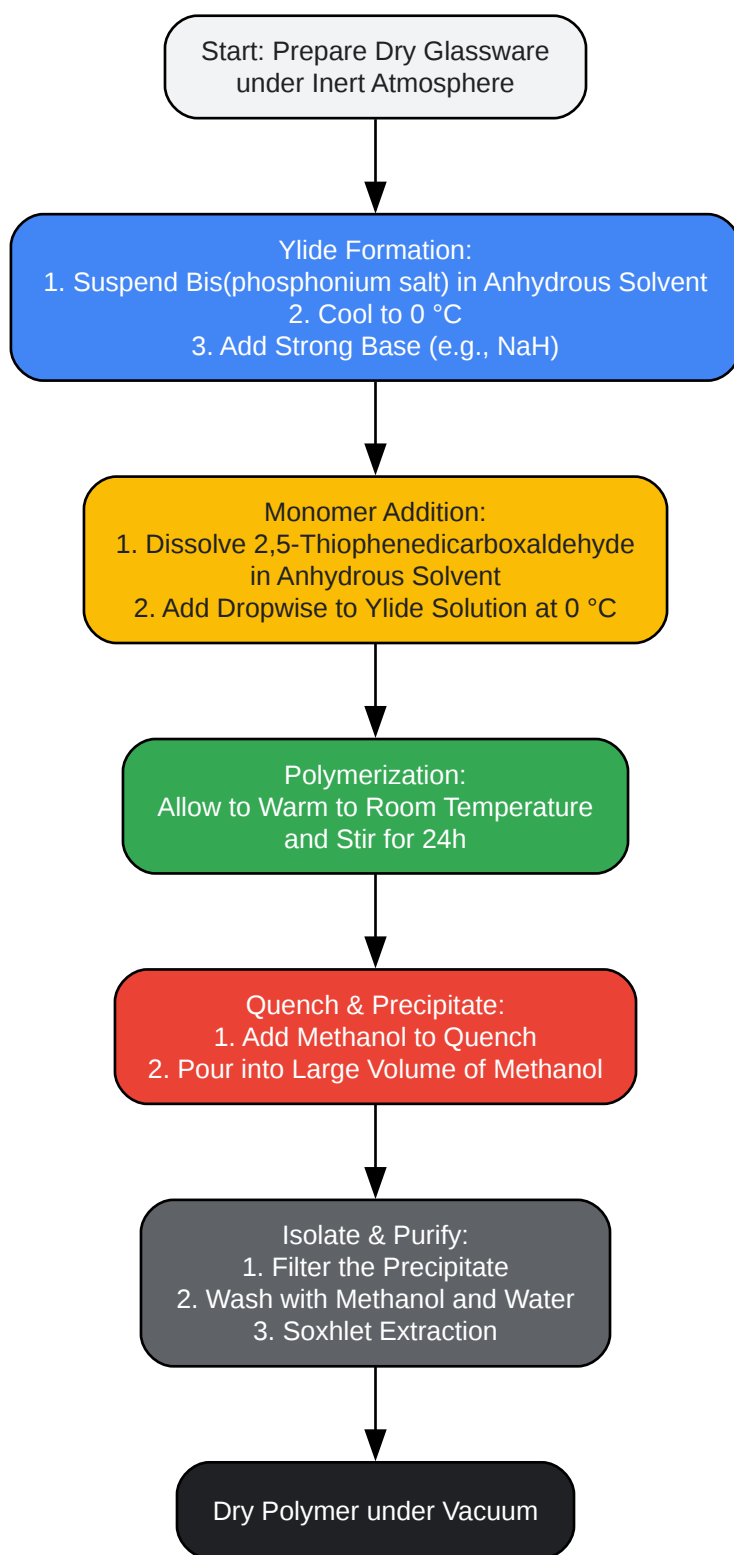 Start: Prepare Dry Glassware
under Inert Atmosphere
Ylide Formation:
1. Suspend Bis(phosphonium salt) in Anhydrous Solvent
2. Cool to 0 °C
3. Add Strong Base (e.g., NaH)
Monomer Addition:
1. Dissolve 2,5-Thiophenedicarboxaldehyde
in Anhydrous Solvent
2. Add Dropwise to Ylide Solution at 0 °C
Polymerization:
Allow to Warm to Room Temperature
and Stir for 24h
Quench & Precipitate:
1. Add Methanol to Quench
2. Pour into Large Volume of Methanol
Isolate & Purify:
1. Filter the Precipitate
2. Wash with Methanol and Water
3. Soxhlet Extraction
Dry Polymer under Vacuum